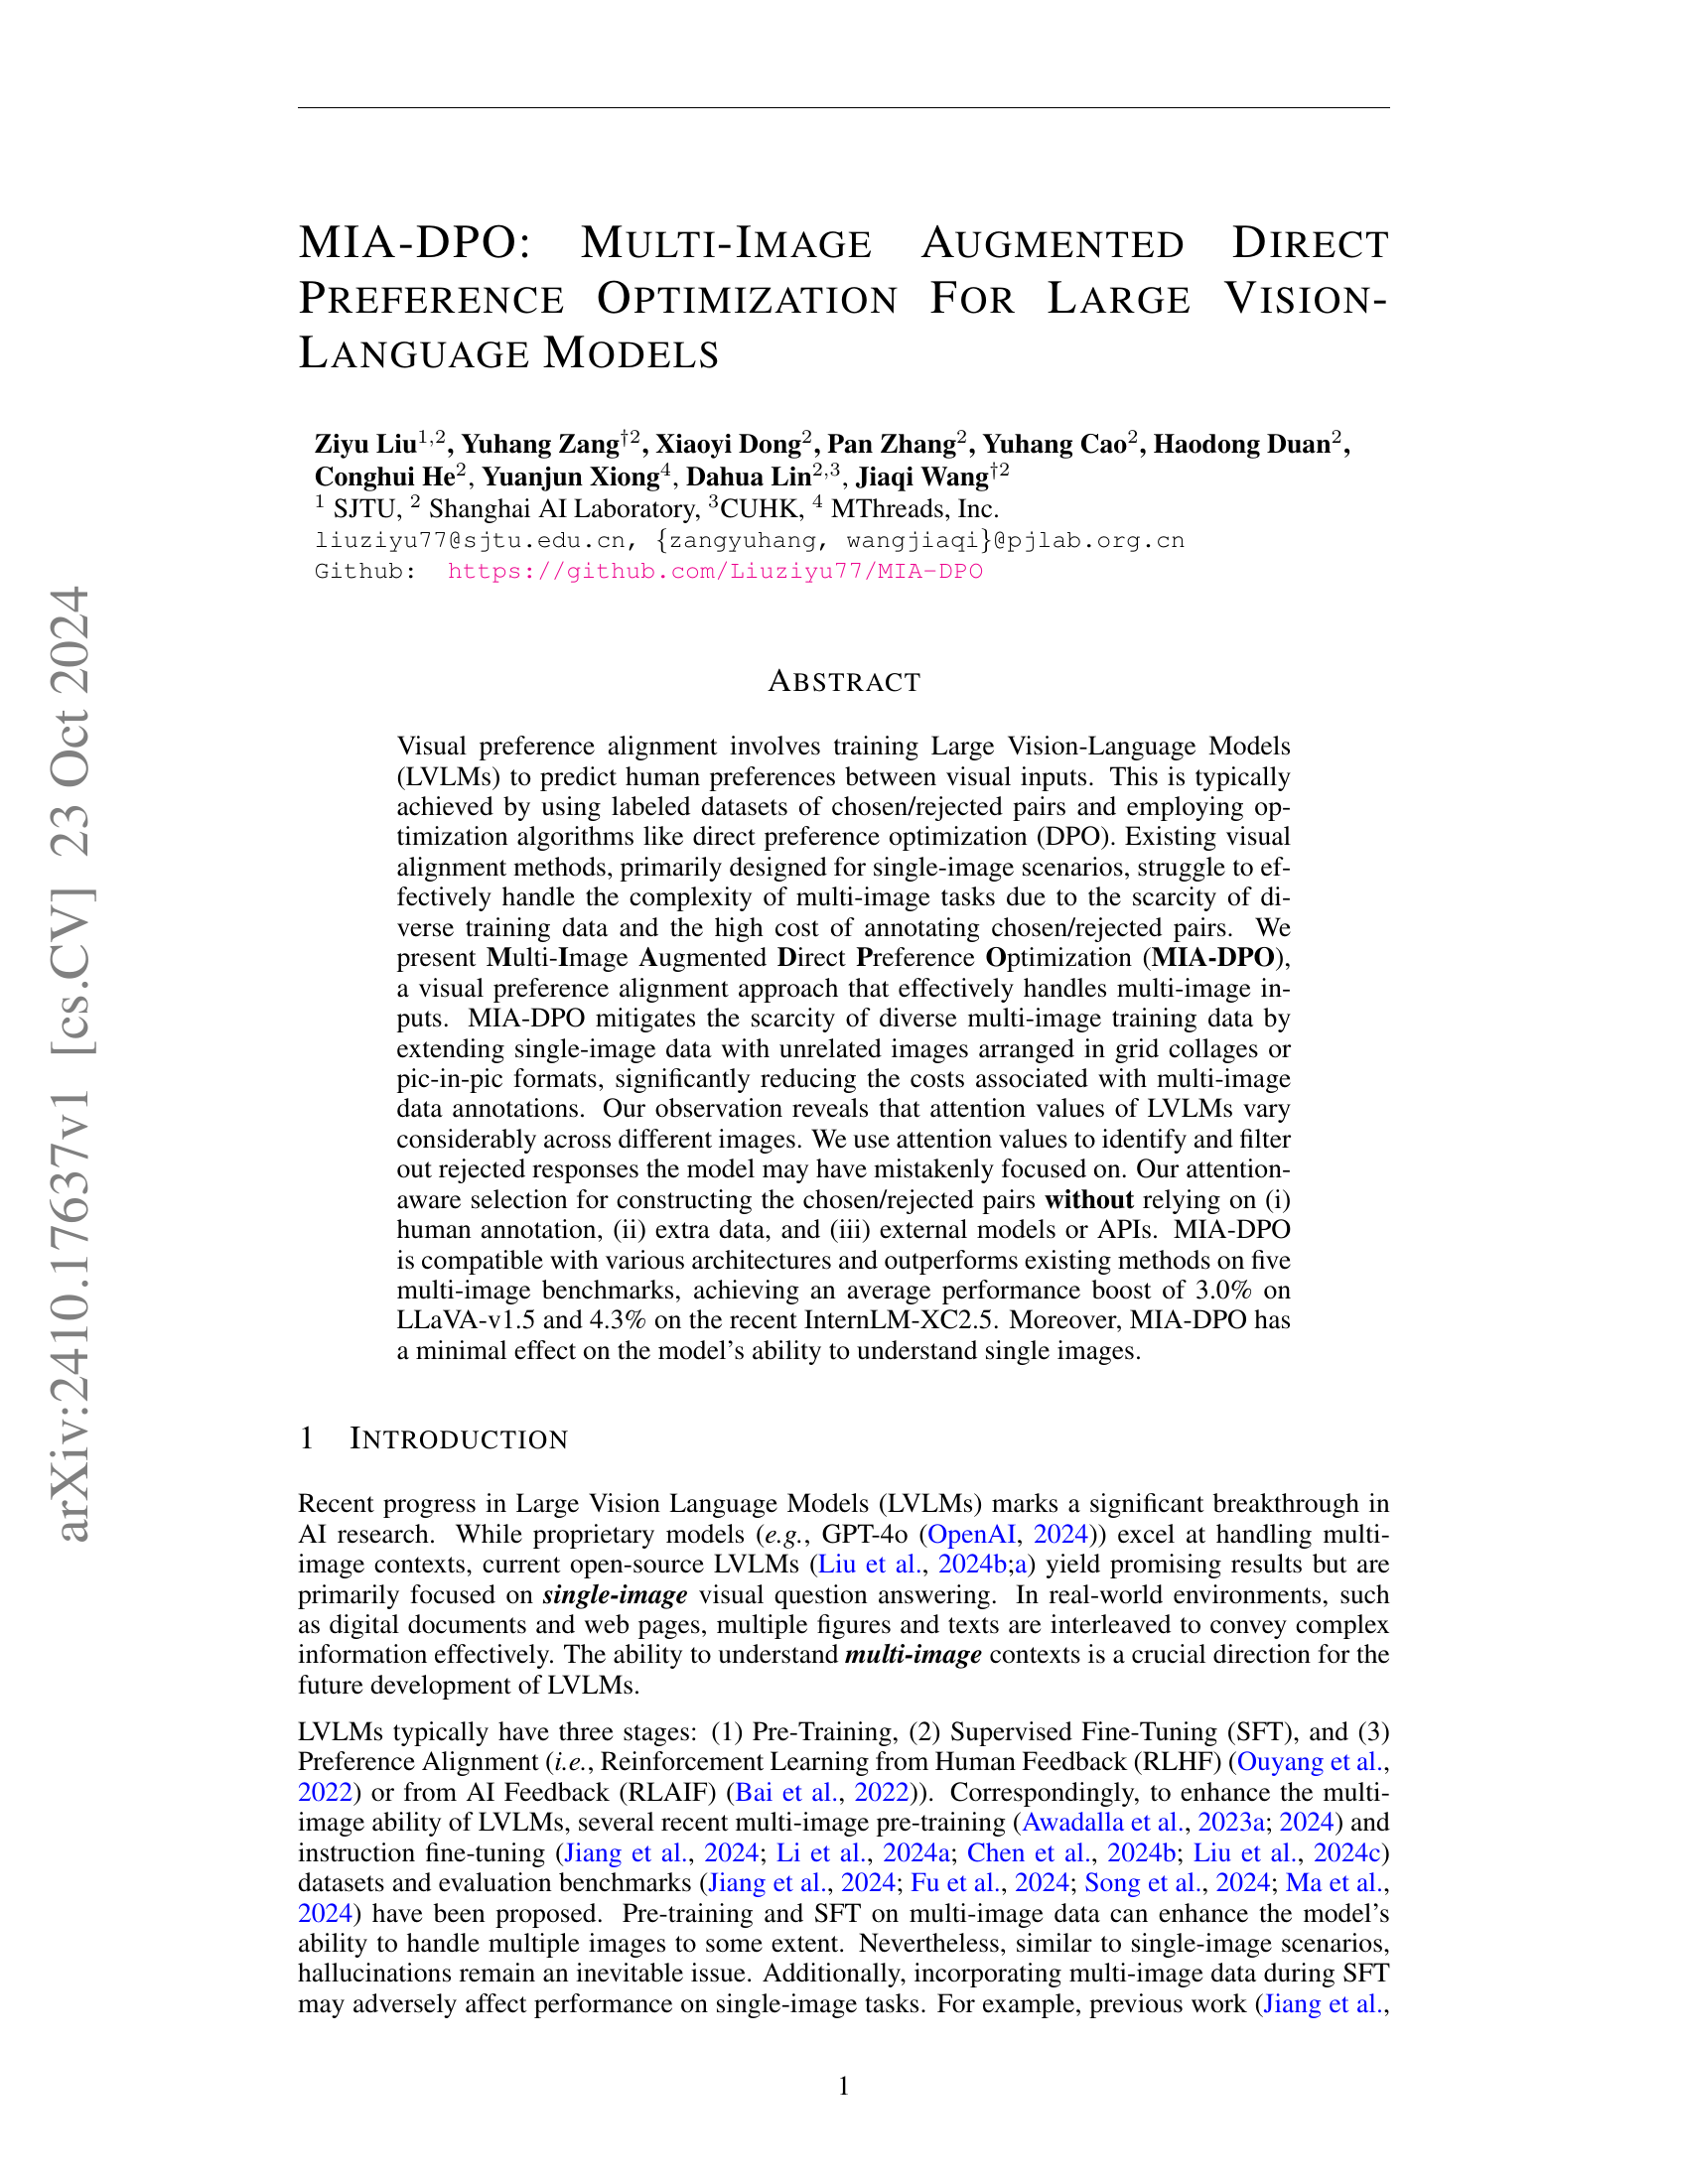 MIA-DPO: MULTI-IMAGE AUGMENTED DIRECT
PREFERENCE OPTIMIZATION FOR LARGE VISION-
LANGUAGE MODELS
Ziyu Liu1,2, Yuhang Zang†2, Xiaoyi Dong2, Pan Zhang2, Yuhang Cao2, Haodong Duan2,
Conghui He2, Yuanjun Xiong4, Dahua Lin2,3, Jiaqi Wang†2
1 SJTU, 2 Shanghai AI Laboratory, 3CUHK, 4 MThreads, Inc.
liuziyu77@sjtu.edu.cn, {zangyuhang, wangjiaqi}@pjlab.org.cn
Github: https://github.com/Liuziyu77/MIA-DPO
ABSTRACT
Visual preference alignment involves training Large Vision-Language Models
(LVLMs) to predict human preferences between visual inputs. This is typically
achieved by using labeled datasets of chosen/rejected pairs and employing op-
timization algorithms like direct preference optimization (DPO). Existing visual
alignment methods, primarily designed for single-image scenarios, struggle to ef-
fectively handle the complexity of multi-image tasks due to the scarcity of di-
verse training data and the high cost of annotating chosen/rejected pairs. We
present Multi-Image Augmented Direct Preference Optimization (MIA-DPO),
a visual preference alignment approach that effectively handles multi-image in-
puts. MIA-DPO mitigates the scarcity of diverse multi-image training data by
extending single-image data with unrelated images arranged in grid collages or
pic-in-pic formats, significantly reducing the costs associated with multi-image
data annotations. Our observation reveals that attention values of LVLMs vary
considerably across different images. We use attention values to identify and filter
out rejected responses the model may have mistakenly focused on. Our attention-
aware selection for constructing the chosen/rejected pairs without relying on (i)
human annotation, (ii) extra data, and (iii) external models or APIs. MIA-DPO
is compatible with various architectures and outperforms existing methods on five
multi-image benchmarks, achieving an average performance boost of 3.0% on
LLaVA-v1.5 and 4.3% on the recent InternLM-XC2.5. Moreover, MIA-DPO has
a minimal effect on the model's ability to understand single images.
1 INTRODUCTION
Recent progress in Large Vision Language Models (LVLMs) marks a significant breakthrough in
AI research. While proprietary models (e.g., GPT-4o (OpenAI, 2024)) excel at handling multi-
image contexts, current open-source LVLMs (Liu et al., 2024b;a) yield promising results but are
primarily focused on single-image visual question answering. In real-world environments, such
as digital documents and web pages, multiple figures and texts are interleaved to convey complex
information effectively. The ability to understand multi-image contexts is a crucial direction for the
future development of LVLMs.
LVLMs typically have three stages: (1) Pre-Training, (2) Supervised Fine-Tuning (SFT), and (3)
Preference Alignment (i.e., Reinforcement Learning from Human Feedback (RLHF) (Ouyang et al.,
2022) or from AI Feedback (RLAIF) (Bai et al., 2022)). Correspondingly, to enhance the multi-
image ability of LVLMs, several recent multi-image pre-training (Awadalla et al., 2023a; 2024) and
instruction fine-tuning (Jiang et al., 2024; Li et al., 2024a; Chen et al., 2024b; Liu et al., 2024c)
datasets and evaluation benchmarks (Jiang et al., 2024; Fu et al., 2024; Song et al., 2024; Ma et al.,
2024) have been proposed. Pre-training and SFT on multi-image data can enhance the model's
ability to handle multiple images to some extent. Nevertheless, similar to single-image scenarios,
hallucinations remain an inevitable issue. Additionally, incorporating multi-image data during SFT
may adversely affect performance on single-image tasks. For example, previous work (Jiang et al.,
1
arXiv:2410.17637v1 [cs.CV] 23 Oct 2024